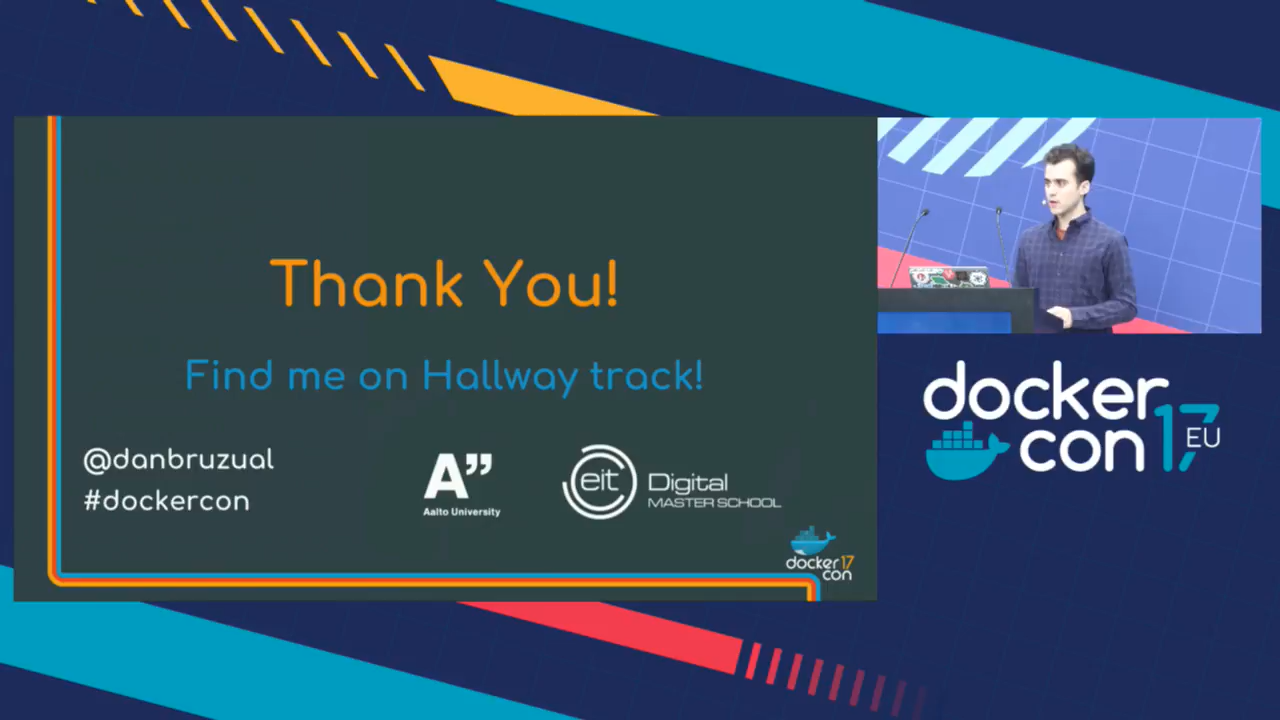 Thank You!
Find me on Hallway track!
@danbruzual
#dockercon
A”
Aalto University
eit Digital
MASTER SCHOOL
docker 17
con
docker
con 17 EU